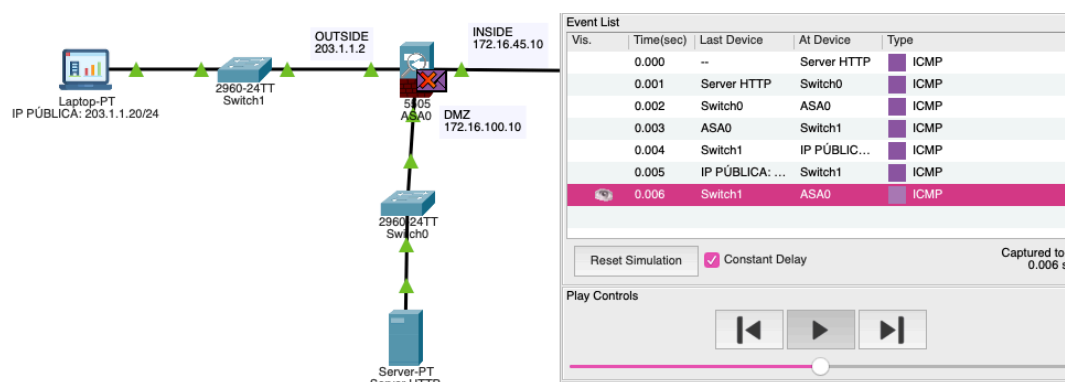 OUTSIDE
203.1.1.2
INSIDE
172.16.45.10
Laptop-PT
IP PÚBLICA: 203.1.1.20/24
2960-24TT
Switch1
5505
ASA0
DMZ
172.16.100.10
2960-24TT
Switch0
Server-PT
Server HTTP
Event List
Vis. Time(sec) Last Device At Device Type
0.000 -- Server HTTP ICMP
0.001 Server HTTP Switch0 ICMP
0.002 Switch0 ASA0 ICMP
0.003 ASA0 Switch1 ICMP
0.004 Switch1 IP PÚBLIC... ICMP
0.005 IP PÚBLICA: ... Switch1 ICMP
0.006 Switch1 ASA0 ICMP
Reset Simulation Constant Delay Captured to
0.006 s
Play Controls